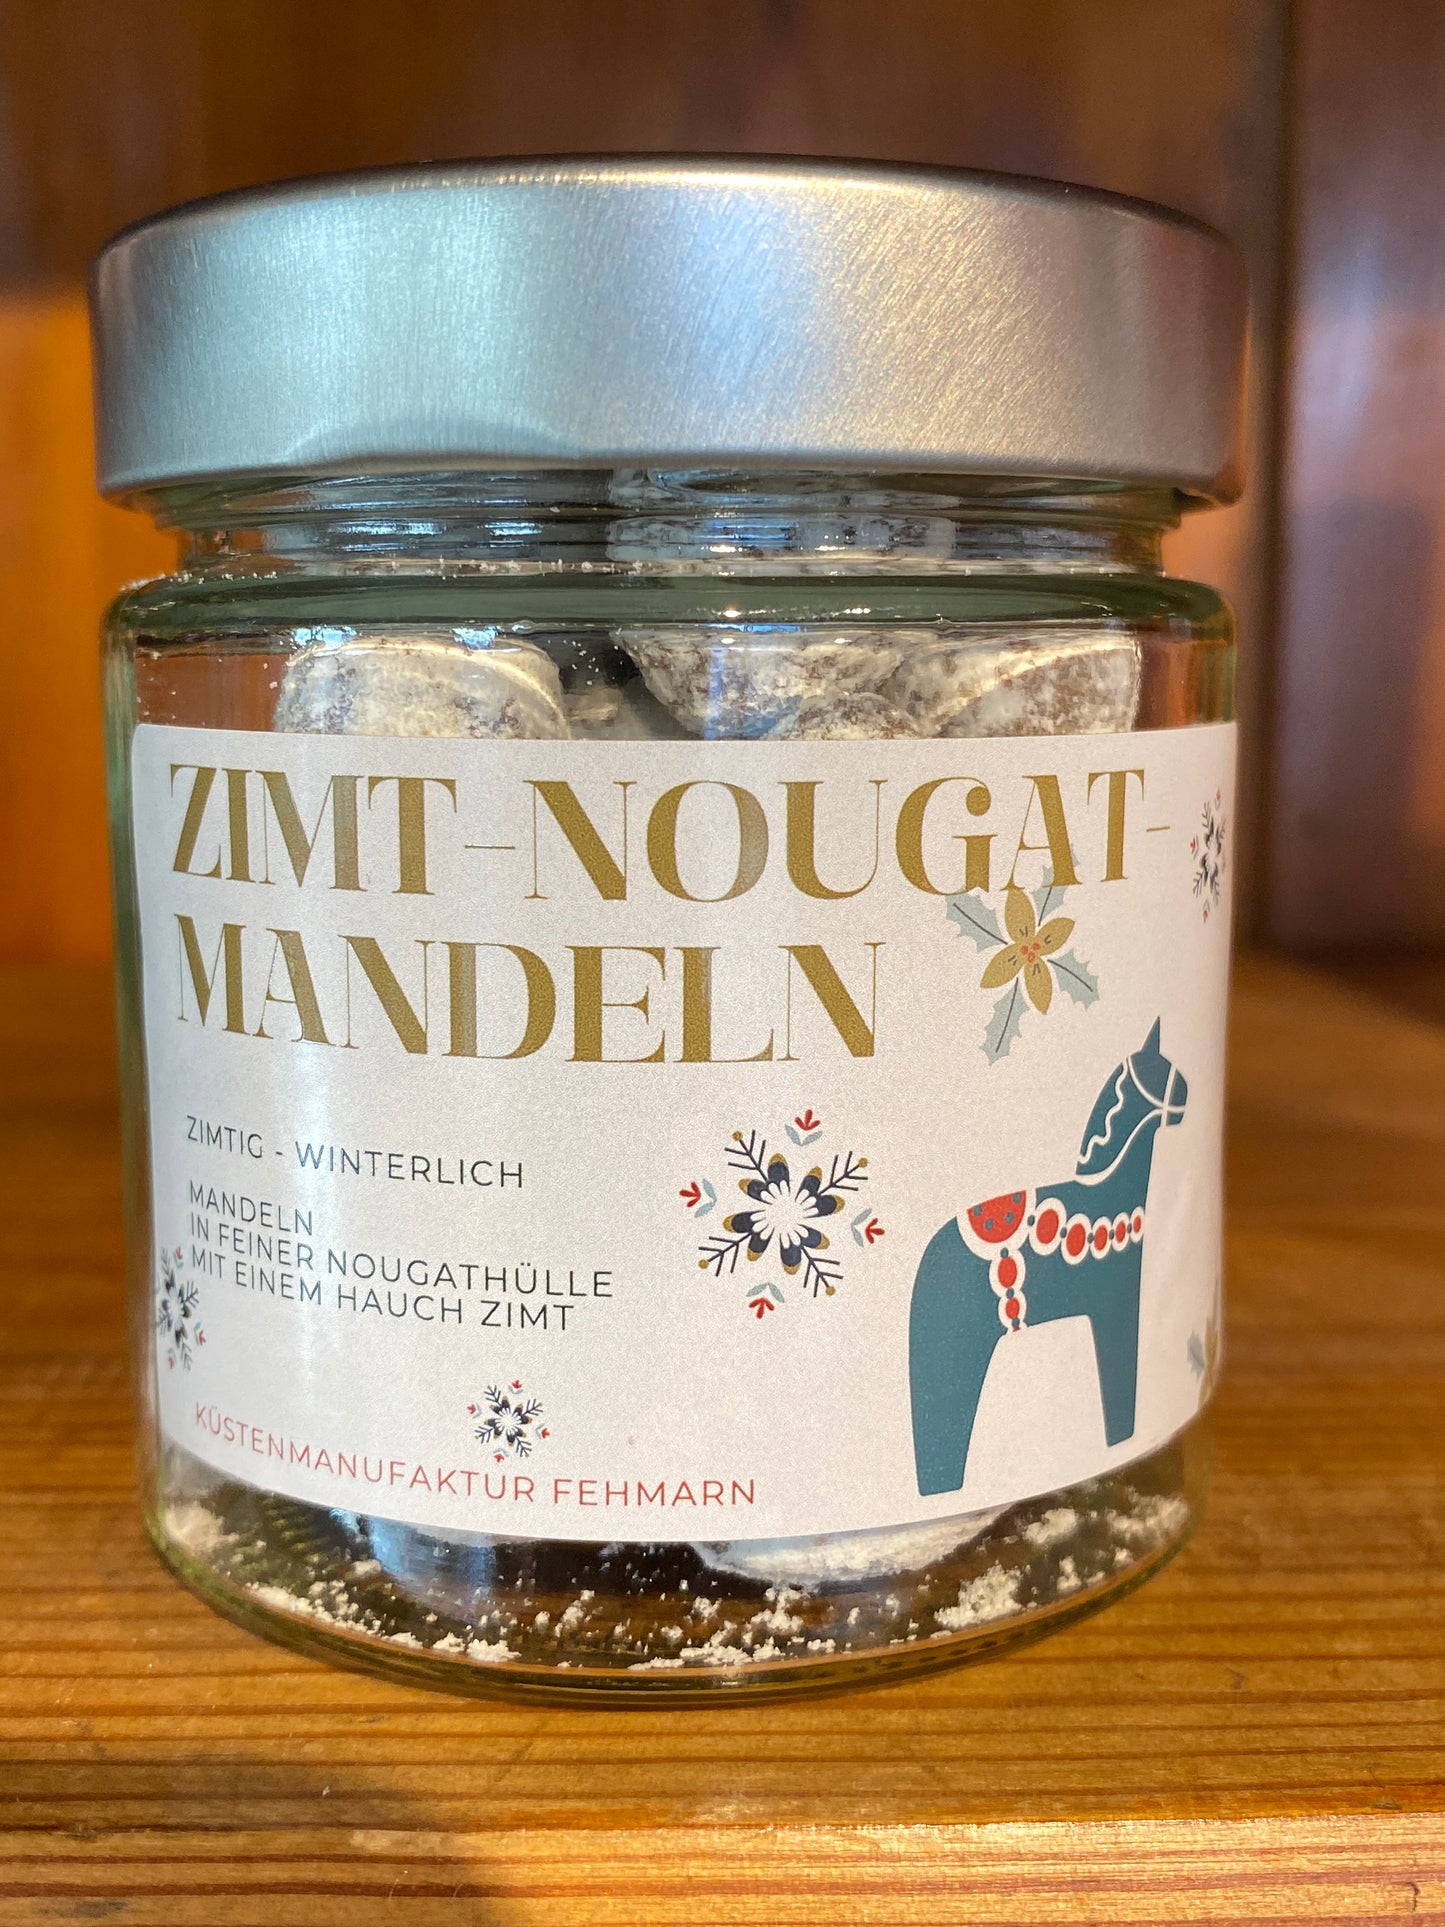 ZIMT-NOUGAT-
MANDELN
ZIMTIG - WINTERLICH
MANDELN
IN FEINER NOUGATHÜLLE
MIT EINEM HAUCH ZIMT
KÜSTENMANUFAKTUR FEHMARN